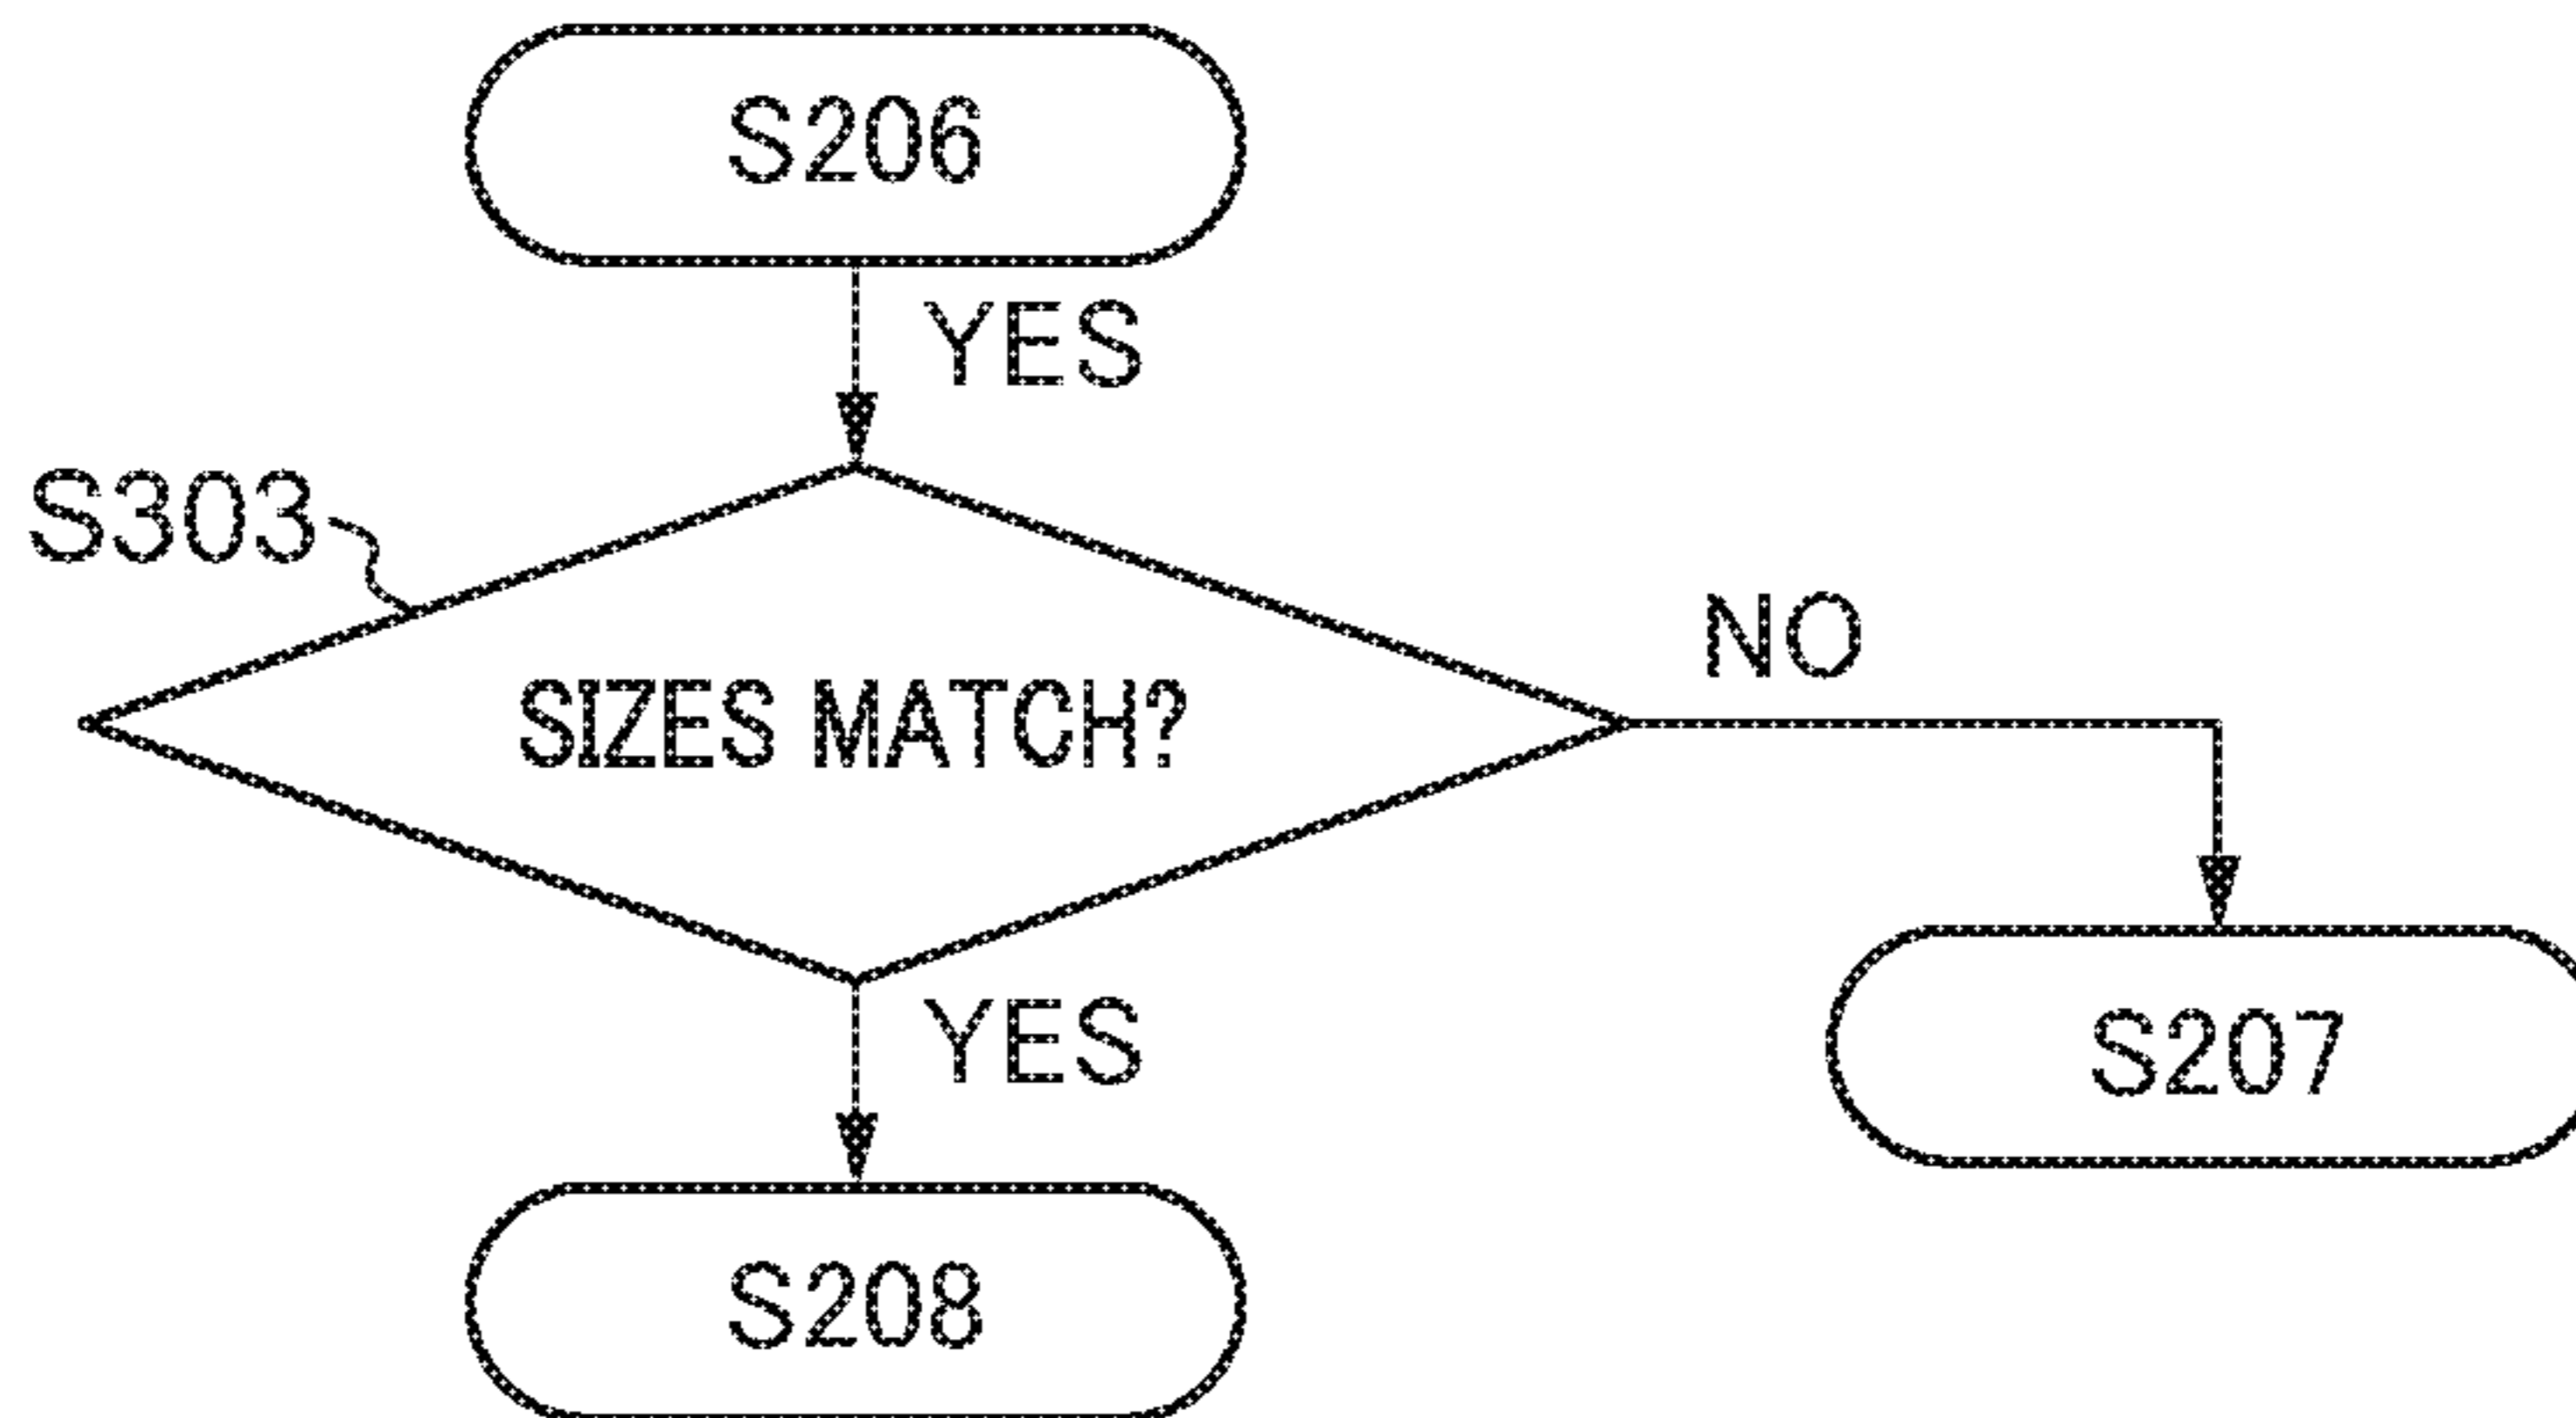 S206
YES
S303
NO
SIZES MATCH?
YES
S207
S208